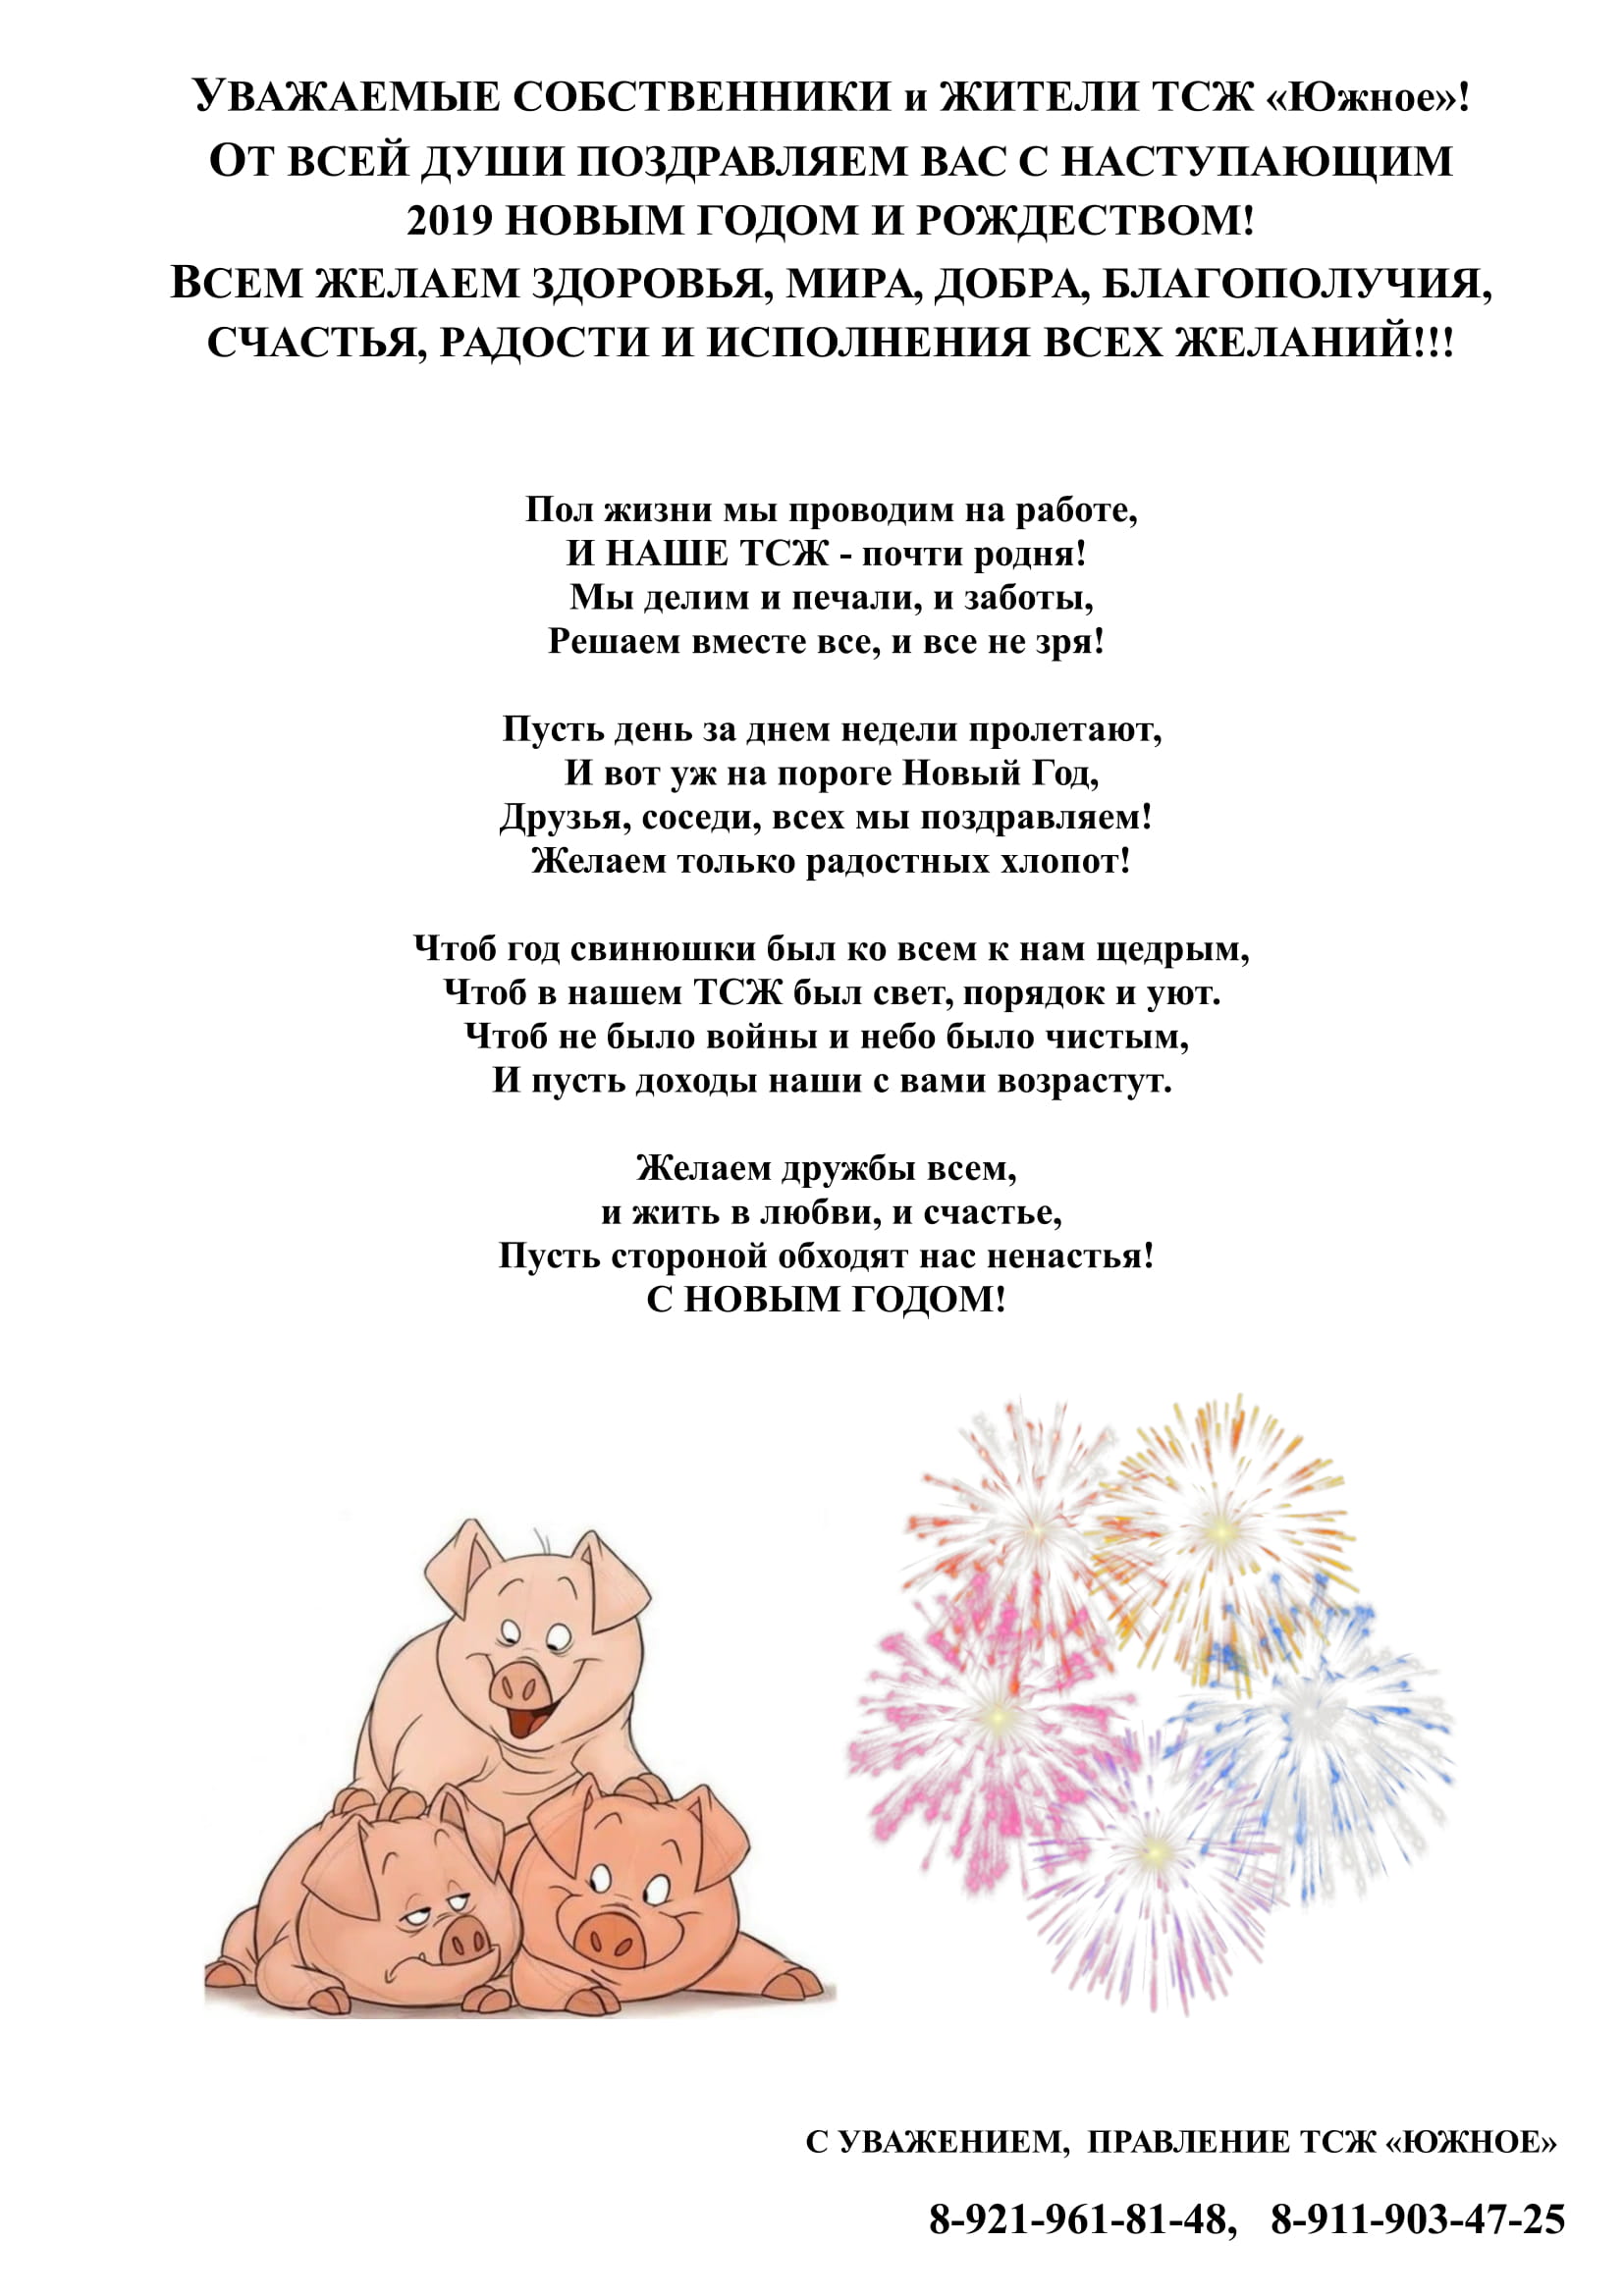 УВАЖАЕМЫЕ СОБСТВЕННИКИ и ЖИТЕЛИ ТСЖ «Южное»!
ОТ ВСЕЙ ДУШИ ПОЗДРАВЛЯЕМ ВАС С НАСТУПАЮЩИМ
2019 НОВЫМ ГОДОМ И РОЖДЕСТВОМ!
ВСЕМ ЖЕЛАЕМ ЗДОРОВЬЯ, МИРА, ДОБРА, БЛАГОПОЛУЧИЯ,
СЧАСТЬЯ, РАДОСТИ И ИСПОЛНЕНИЯ ВСЕХ ЖЕЛАНИЙ!!!
Пол жизни мы проводим на работе,
И НАШЕ ТСЖ - почти родня!
Мы делим и печали, и заботы,
Решаем вместе все, и все не зря!
Пусть день за днем недели пролетают,
И вот уж на пороге Новый Год,
Друзья, соседи, всех мы поздравляем!
Желаем только радостных хлопот!
Чтоб год свинюшки был ко всем к нам щедрым,
Чтоб в нашем ТСЖ был свет, порядок и уют.
Чтоб не было войны и небо было чистым,
И пусть доходы наши с вами возрастут.
Желаем дружбы всем,
и жить в любви, и счастье,
Пусть стороной обходят нас ненастья!
С НОВЫМ ГОДОМ!
С УВАЖЕНИЕМ, ПРАВЛЕНИЕ ТСЖ «ЮЖНОЕ»
8-921-961-81-48, 8-911-903-47-25